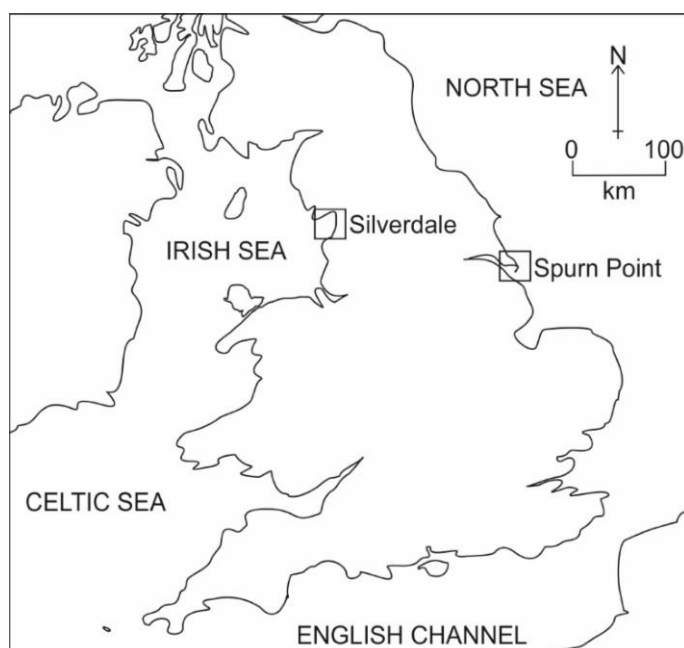 N
NORTH SEA
0 100
km
Silverdale
IRISH SEA
Spurn Point
CELTIC SEA
ENGLISH CHANNEL